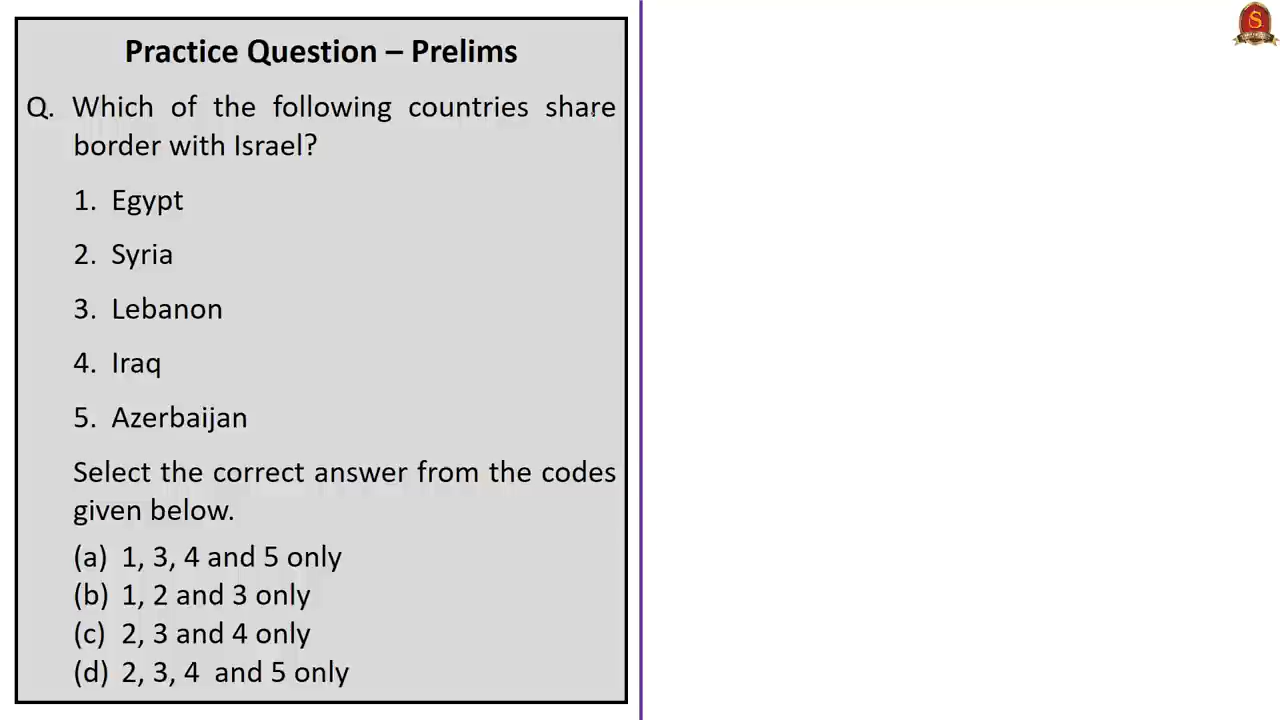 Practice Question – Prelims
Q. Which of the following countries share
border with Israel?
1. Egypt
2. Syria
3. Lebanon
4. Iraq
5. Azerbaijan
Select the correct answer from the codes
given below.
(a) 1, 3, 4 and 5 only
(b) 1, 2 and 3 only
(c) 2, 3 and 4 only
(d) 2, 3, 4 and 5 only
S